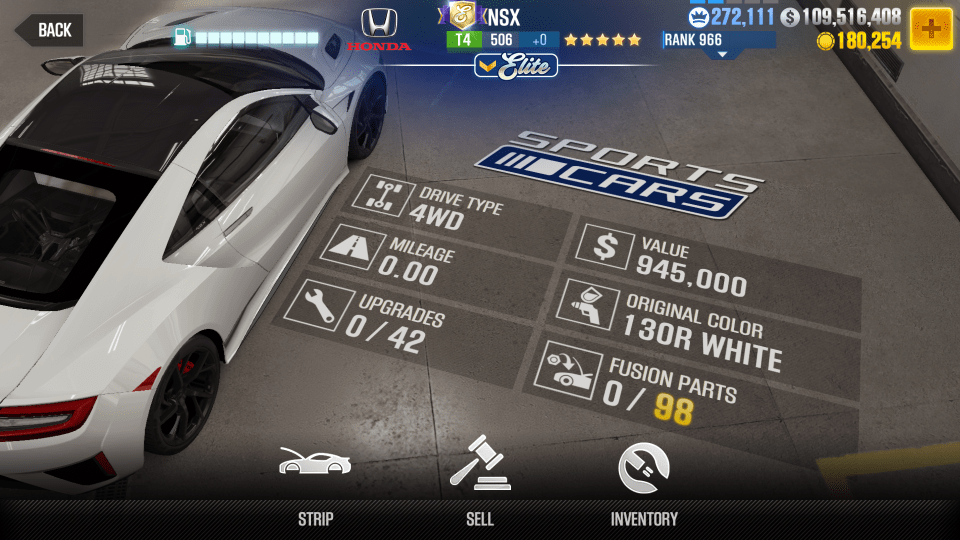 BACK
HONDA
NSX
T4 506 +0
Elite
272,111
109,516,408
180,254
RANK 966
SPORTS
CARS
DRIVE TYPE
4WD
MILEAGE
0.00
UPGRADES
0 / 42
$ VALUE
945,000
ORIGINAL COLOR
130R WHITE
FUSION PARTS
0 / 98
STRIP
SELL
INVENTORY